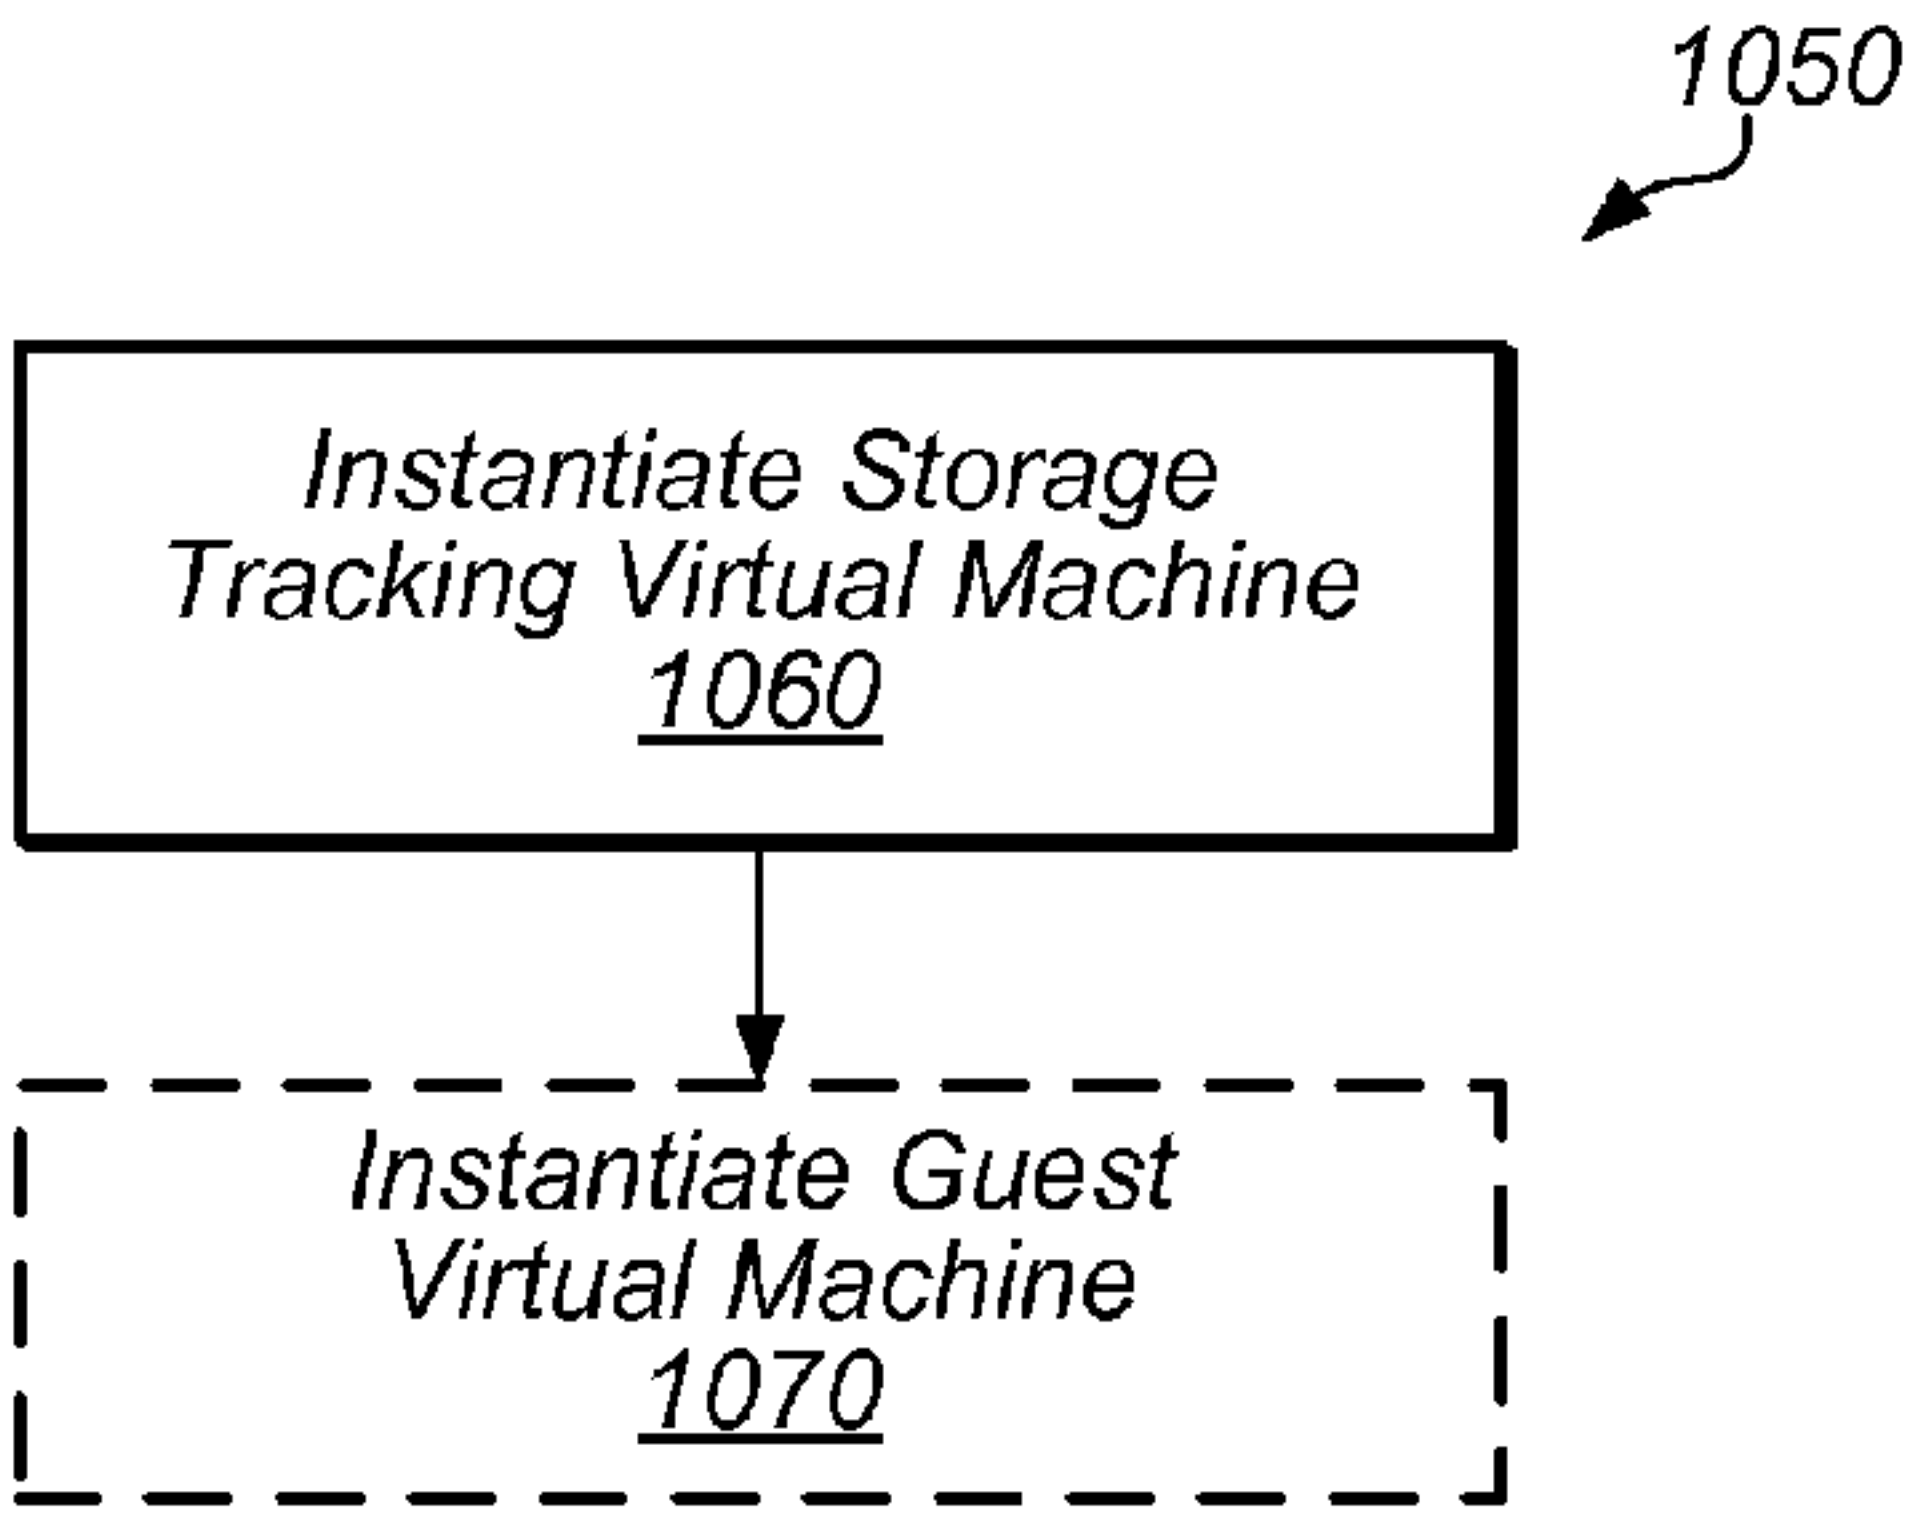 1050
Instantiate Storage
Tracking Virtual Machine
1060
Instantiate Guest
Virtual Machine
1070